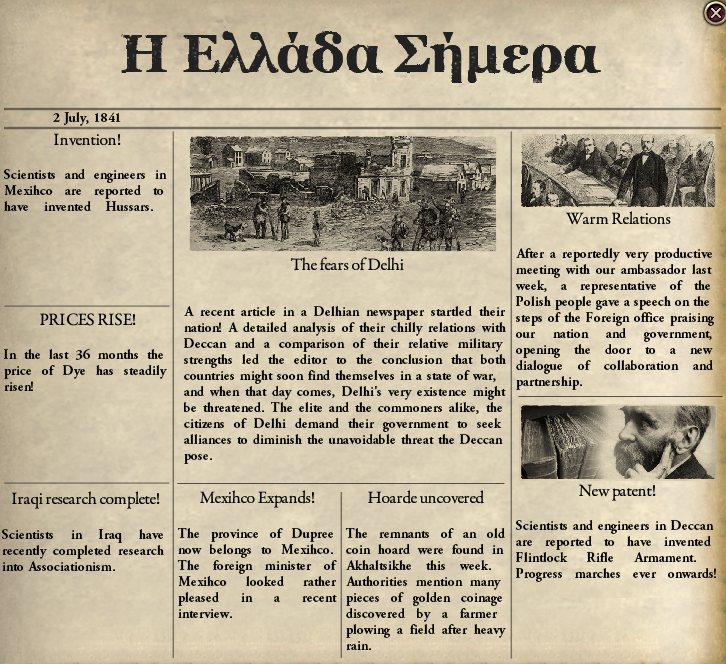 Η Ελλάδα Σήμερα
2 July, 1841
Invention!
Scientists and engineers in
Mexihco are reported to
have invented Hussars.
PRICES RISE!
In the last 36 months the
price of Dye has steadily
risen!
Iraqi research complete!
Scientists in Iraq have
recently completed research
into Associationism.
The fears of Delhi
A recent article in a Delhian newspaper startled their
nation! A detailed analysis of their chilly relations with
Deccan and a comparison of their relative military
strengths led the editor to the conclusion that both
countries might soon find themselves in a state of war,
and when that day comes, Delhi's very existence might
be threatened. The elite and the commoners alike, the
citizens of Delhi demand their government to seek
alliances to diminish the unavoidable threat the Deccan
pose.
Mexihco Expands!
The province of Dupree
now belongs to Mexihco.
The foreign minister of
Mexihco looked rather
pleased in a recent
interview.
Hoarde uncovered
The remnants of an old
coin hoard were found in
Akhaltsikhe this week.
Authorities mention many
pieces of golden coinage
discovered by a farmer
plowing a field after heavy
rain.
Warm Relations
After a reportedly very productive
meeting with our ambassador last
week, a representative of the
Polish people gave a speech on the
steps of the Foreign office praising
our nation and government,
opening the door to a new
dialogue of collaboration and
partnership.
New patent!
Scientists and engineers in Deccan
are reported to have invented
Flintlock Rifle Armament.
Progress marches ever onwards!